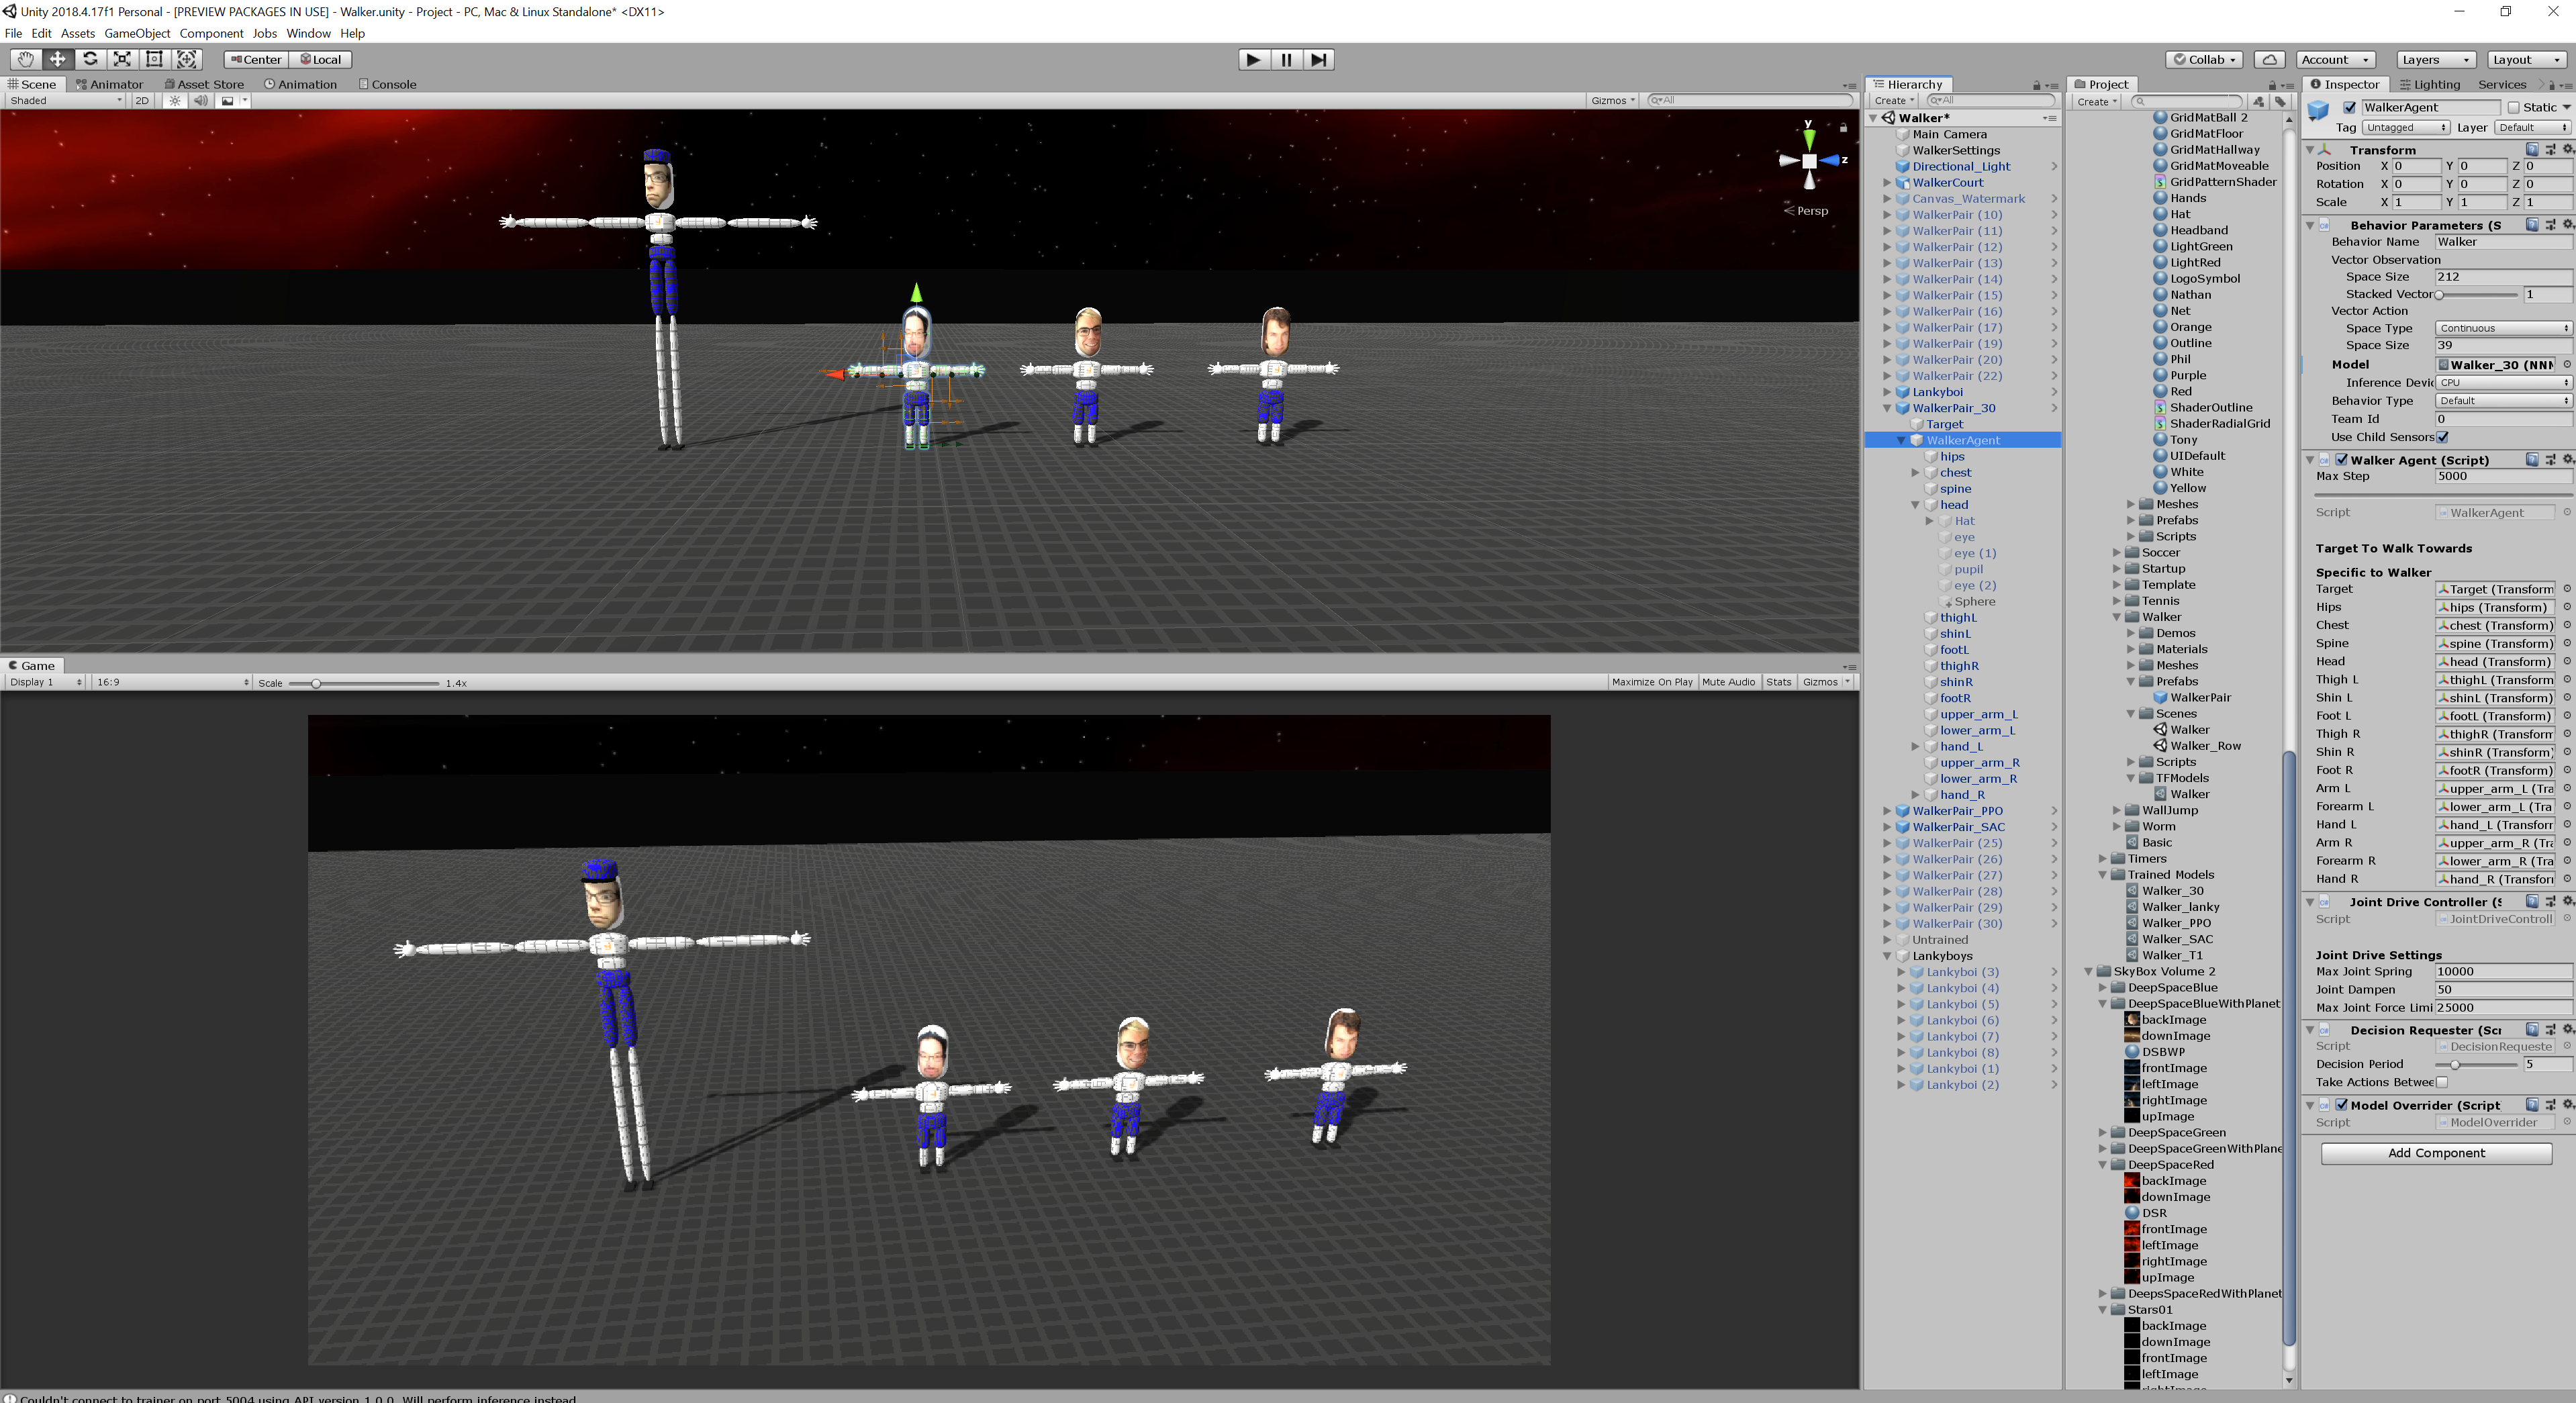 Unity 2018.4.17f1 Personal - [PREVIEW PACKAGES IN USE] - Walker.unity - Project - PC, Mac & Linux Standalone* <DX11>
File Edit Assets GameObject Component Jobs Window Help
Center Local
Collab Account Layers Layout
Scene Animator Asset Store Animation Console
Shaded 2D Gizmos All
y
z
Persp
Game
Display 1 16:9 Scale 1.4x Maximize On Play Mute Audio Stats Gizmos
Hierarchy
Create All
Walker*
Main Camera
WalkerSettings
Directional_Light
WalkerCourt
Canvas_Watermark
WalkerPair (10)
WalkerPair (11)
WalkerPair (12)
WalkerPair (13)
WalkerPair (14)
WalkerPair (15)
WalkerPair (16)
WalkerPair (17)
WalkerPair (19)
WalkerPair (20)
WalkerPair (22)
Lankyboi
WalkerPair_30
Target
WalkerAgent
hips
chest
spine
head
Hat
eye
eye (1)
pupil
eye (2)
Sphere
thighL
shinL
footL
thighR
shinR
footR
upper_arm_L
lower_arm_L
hand_L
upper_arm_R
lower_arm_R
hand_R
WalkerPair_PPO
WalkerPair_SAC
WalkerPair (25)
WalkerPair (26)
WalkerPair (27)
WalkerPair (28)
WalkerPair (29)
WalkerPair (30)
Untrained
Lankyboys
Lankyboi (3)
Lankyboi (4)
Lankyboi (5)
Lankyboi (6)
Lankyboi (7)
Lankyboi (8)
Lankyboi (1)
Lankyboi (2)
Project
Create
GridMatBall 2
GridMatFloor
GridMatHallway
GridMatMoveable
GridPatternShader
Hands
Hat
Headband
LightGreen
LightRed
LogoSymbol
Nathan
Net
Orange
Outline
Phil
Purple
Red
ShaderOutline
ShaderRadialGrid
Tony
UIDefault
White
Yellow
Meshes
Prefabs
Scripts
Soccer
Startup
Template
Tennis
Walker
Demos
Materials
Meshes
Prefabs
WalkerPair
Scenes
Walker
Walker_Row
Scripts
TFModels
Walker
WallJump
Worm
Basic
Timers
Trained Models
Walker_30
Walker_lanky
Walker_PPO
Walker_SAC
Walker_T1
SkyBox Volume 2
DeepSpaceBlue
DeepSpaceBlueWithPlanet
backImage
downImage
DSBWP
frontImage
leftImage
rightImage
upImage
DeepSpaceGreen
DeepSpaceGreenWithPlane
DeepSpaceRed
backImage
downImage
DSR
frontImage
leftImage
rightImage
upImage
DeepsSpaceRedWithPlanet
Stars01
backImage
downImage
frontImage
leftImage
Inspector Lighting Services
WalkerAgent Static
Tag Untagged Layer Default
Transform
Position X 0 Y 0 Z 0
Rotation X 0 Y 0 Z 0
Scale X 1 Y 1 Z 1
Behavior Parameters (S
Behavior Name Walker
Vector Observation
Space Size 212
Stacked Vector 1
Vector Action
Space Type Continuous
Space Size 39
Model Walker_30 (NNN
Inference Devic CPU
Behavior Type Default
Team Id 0
Use Child Sensors
Walker Agent (Script)
Max Step 5000
Script WalkerAgent
Target To Walk Towards
Specific to Walker
Target Target (Transform
Hips hips (Transform)
Chest chest (Transform)
Spine spine (Transform)
Head head (Transform)
Thigh L thighL (Transform
Shin L shinL (Transform)
Foot L footL (Transform)
Thigh R thighR (Transform
Shin R shinR (Transform)
Foot R footR (Transform)
Arm L upper_arm_L (Tra
Forearm L lower_arm_L (Tra
Hand L hand_L (Transforr
Arm R upper_arm_R (Tra
Forearm R lower_arm_R (Tra
Hand R hand_R (Transforr
Joint Drive Controller (S
Script JointDriveControll
Joint Drive Settings
Max Joint Spring 10000
Joint Dampen 50
Max Joint Force Limi 25000
Decision Requester (Scr
Script DecisionRequeste
Decision Period 5
Take Actions Betwee
Model Overrider (Script
Script ModelOverrider
Add Component
Couldn't connect to trainer on port 5004 using API version 1.0.0. Will perform inference instead.